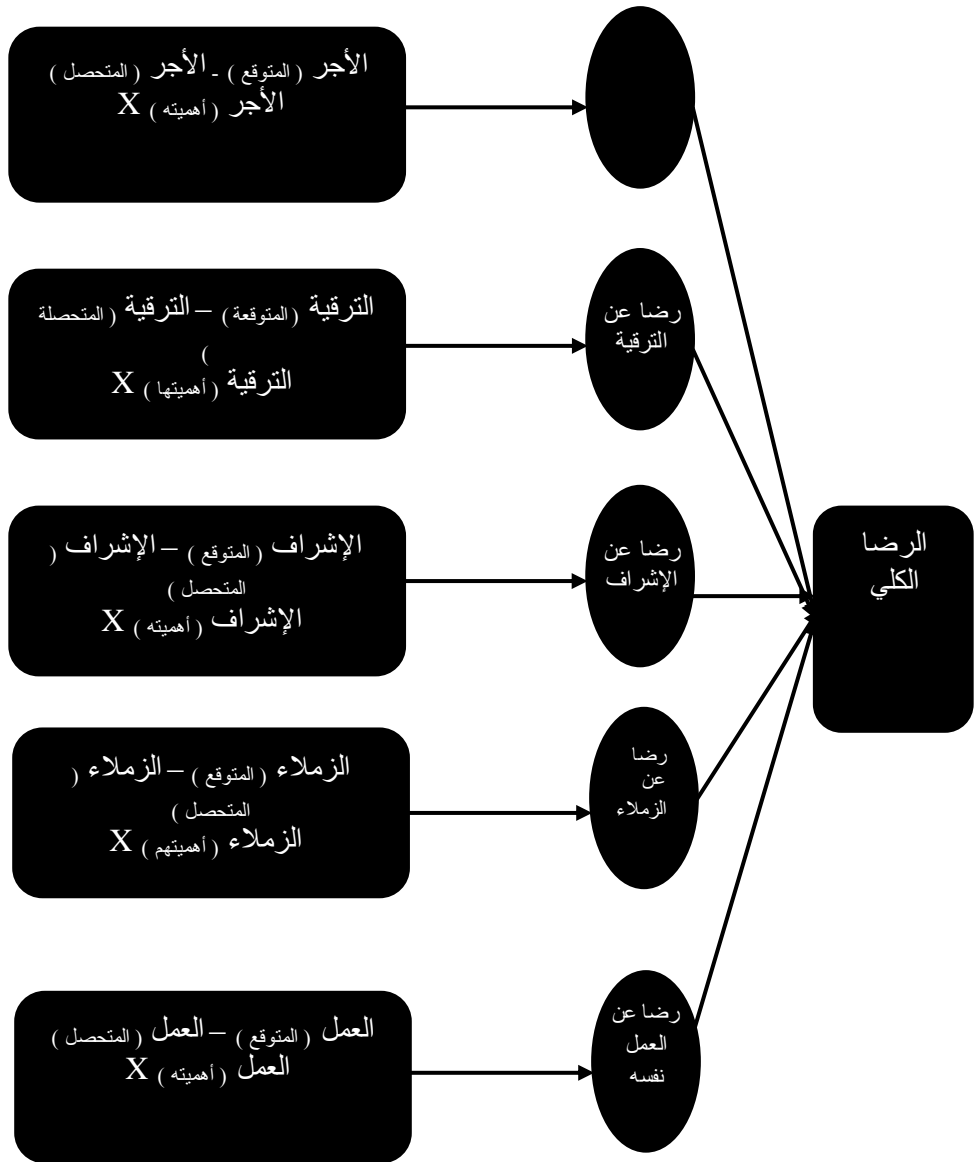 الأجر (المتوقع) - الأجر (المتحصل)
X الأجر (أهميته)
الترقية (المتوقعة) – الترقية (المتحصلة
)
X الترقية (أهميتها)
رضا عن
الترقية
الإشراف (المتوقع) – الإشراف (
المتحصل)
X الإشراف (أهميته)
رضا عن
الإشراف
الرضا
الكلي
الزملاء (المتوقع) – الزملاء (
المتحصل)
X الزملاء (أهميتهم)
رضا
عن
الزملاء
العمل (المتوقع) – العمل (المتحصل)
X العمل (أهميته)
رضا عن
العمل
نفسه